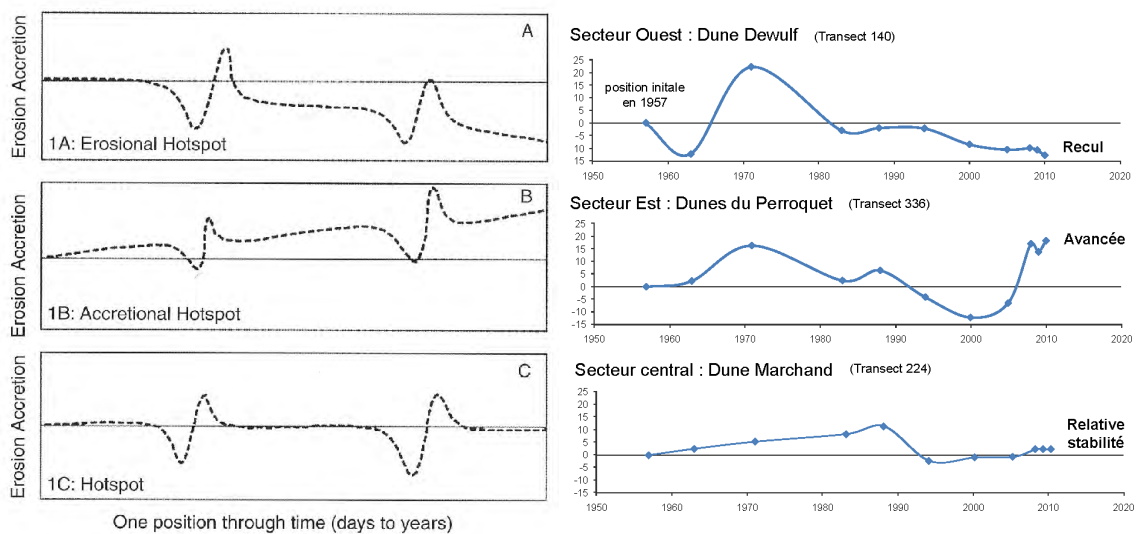 Erosion Accretion
A
1A: Erosional Hotspot
Erosion Accretion
B
1B: Accretional Hotspot
Erosion Accretion
C
1C: Hotspot
One position through time (days to years)
Secteur Ouest : Dune Dewulf (Transect 140)
25
20
15
10
5
0
5
-10
15
position initale
en 1957
Recul
1950 1960 1970 1980 1990 2000 2010 2020
Secteur Est : Dunes du Perroquet (Transect 336)
25
20
15
10
5
0
-5
-10
-15
Avancée
1950 1960 1970 1980 1990 2000 2010 2020
Secteur central : Dune Marchand (Transect 224)
25
20
15
10
5
0
-5
-10
-15
Relative
stabilité
1950 1960 1970 1980 1990 2000 2010 2020